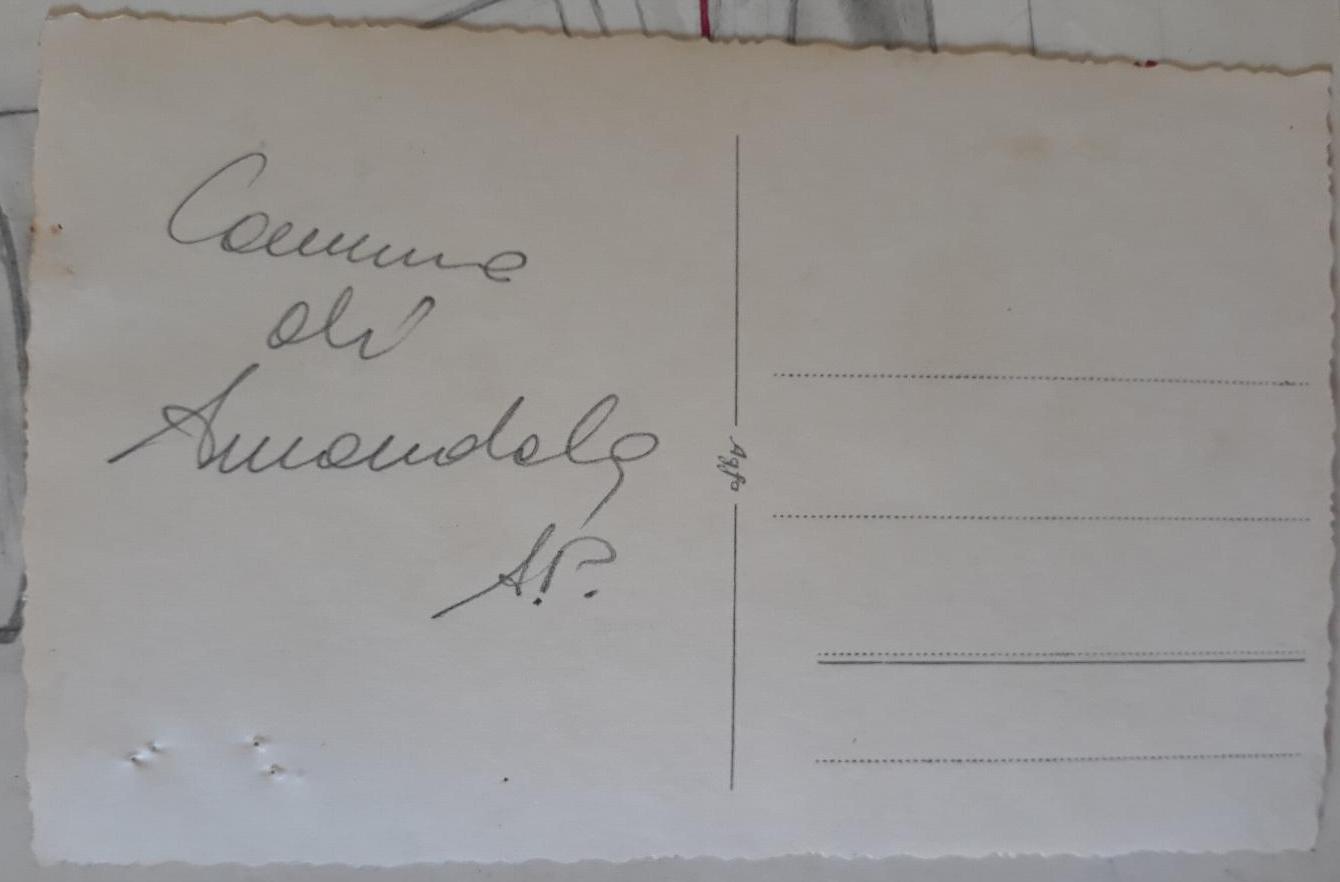 Comune
di
Amandola
A.P.
Agfa